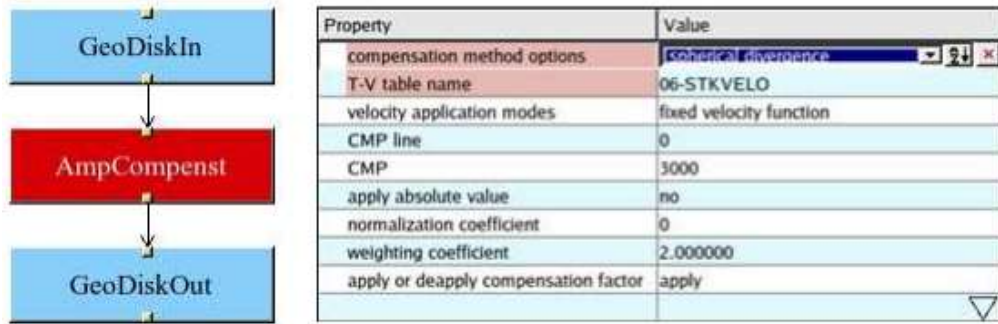 GeoDiskIn
AmpCompenst
GeoDiskOut
Property Value
compensation method options spherical divergence
T-V table name 06-STKVELO
velocity application modes fixed velocity function
CMP line 0
CMP 3000
apply absolute value no
normalization coefficient 0
weighting coefficient 2.000000
apply or deapply compensation factor apply